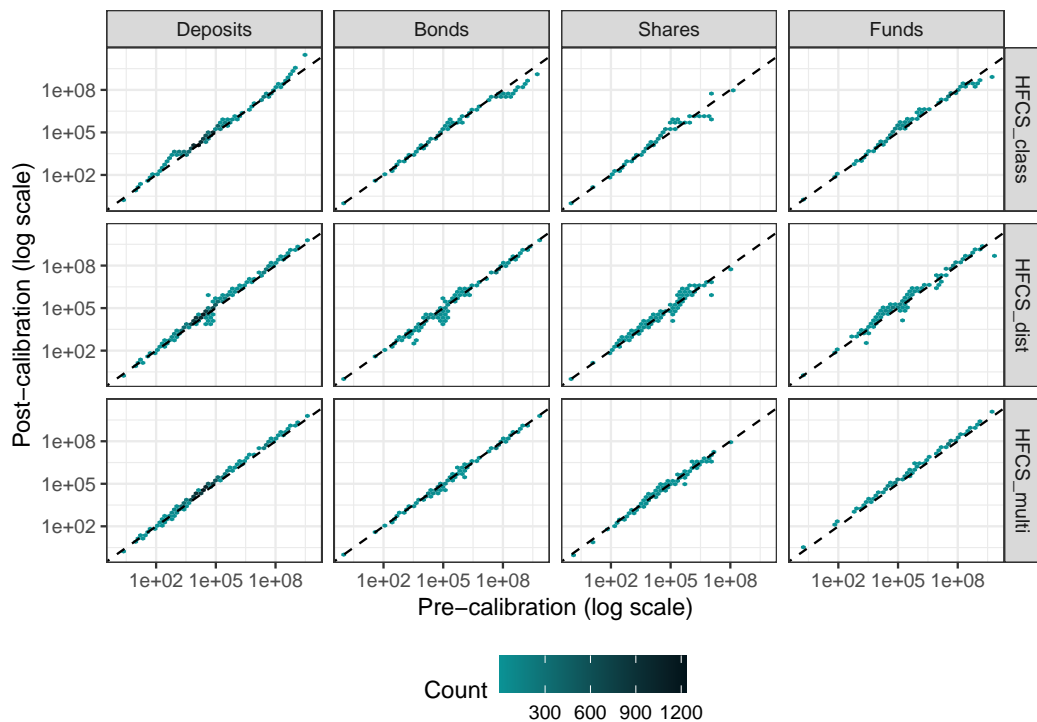 Deposits Bonds Shares Funds
1e+08
1e+05
1e+02
HFCS_class
1e+08
1e+05
1e+02
HFCS_dist
1e+08
1e+05
1e+02
HFCS_multi
Post−calibration (log scale)
1e+02 1e+05 1e+08 1e+02 1e+05 1e+08 1e+02 1e+05 1e+08 1e+02 1e+05 1e+08
Pre−calibration (log scale)
Count
300 600 900 1200